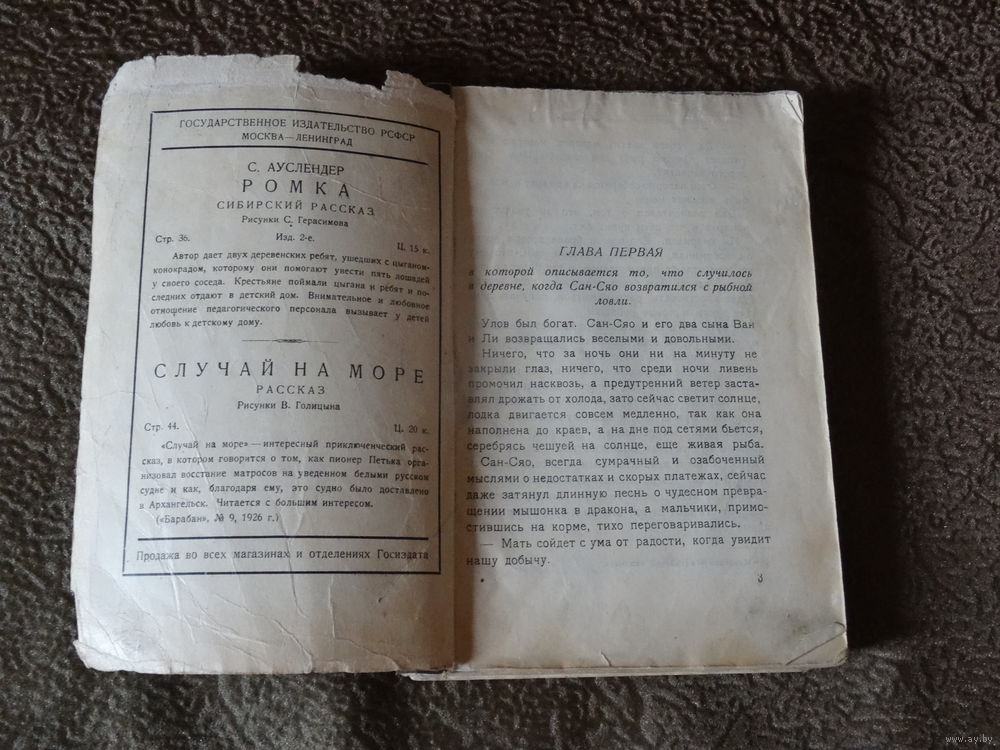 ГОСУДАРСТВЕННОЕ ИЗДАТЕЛЬСТВО РСФСР
МОСКВА—ЛЕНИНГРАД
С. АУСЛЕНДЕР
РОМКА
СИБИРСКИЙ РАССКАЗ
Рисунки С. Герасимова
Стр. 36. Изд. 2-е. Ц. 15 к.
Автор дает двух деревенских ребят, ушедших с цыганом-
конокрадом, которому они помогают увести пять лошадей
у своего соседа. Крестьяне поймали цыгана и ребят и по-
следних отдают в детский дом. Внимательное и любовное
отношение педагогического персонала вызывает у детей
любовь к детскому дому.
СЛУЧАЙ НА МОРЕ
РАССКАЗ
Рисунки В. Голицына
Стр. 44. Ц. 20 к.
«Случай на море»—интересный приключенческий рас-
сказ, в котором говорится о том, как пионер Петька орга-
низовал восстание матросов на уведенном белыми русском
судне и как, благодаря ему, это судно было доставлено
в Архангельск. Читается с большим интересом.
(«Барабан», № 9, 1926 г.)
Продажа во всех магазинах и отделениях Госиздата
ГЛАВА ПЕРВАЯ
в которой описывается то, что случилось
в деревне, когда Сан-Сяо возвратился с рыбной
ловли.
Улов был богат. Сан-Сяо и его два сына Ван
и Ли возвращались веселыми и довольными.
Ничего, что за ночь они ни на минуту не
закрыли глаз, ничего, что среди ночи ливень
промочил насквозь, а предутренний ветер заста-
влял дрожать от холода, зато сейчас светит солнце,
лодка двигается совсем медленно, так как она
наполнена до краев, а на дне под сетями бьется,
серебрясь чешуей на солнце, еще живая рыба.
Сан-Сяо, всегда сумрачный и озабоченный
мыслями о недостатках и скорых платежах, сейчас
даже затянул длинную песнь о чудесном превра-
щении мышонка в дракона, а мальчики, примо-
стившись на корме, тихо переговаривались.
— Мать сойдет с ума от радости, когда увидит
нашу добычу.
3
www.ay.by